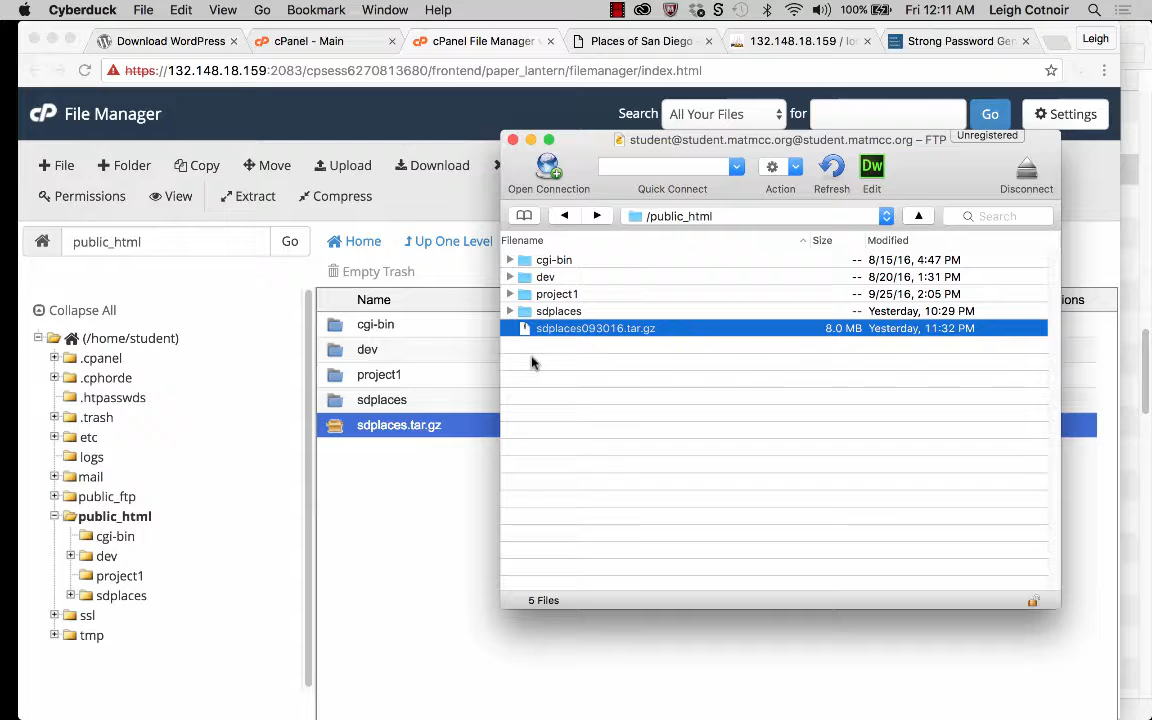 Cyberduck File Edit View Go Bookmark Window Help 100% Fri 12:11 AM Leigh Cotnoir
Download WordPress × cPanel - Main × cPanel File Manager v × Places of San Diego - × 132.148.18.159 / lo × Strong Password Gen × Leigh
https://132.148.18.159:2083/cpsess6270813680/frontend/paper_lantern/filemanager/index.html
cP File Manager Search All Your Files for Go Settings
student@student.matmcc.org@student.matmcc.org – FTP Unregistered
+ File + Folder Copy Move Upload Download
Permissions View Extract Compress
Dw
Open Connection Quick Connect Action Refresh Edit Disconnect
/public_html Search
public_html Go Home Up One Level
Empty Trash
Filename Size Modified
cgi-bin -- 8/15/16, 4:47 PM
dev -- 8/20/16, 1:31 PM
project1 -- 9/25/16, 2:05 PM
sdplaces -- Yesterday, 10:29 PM
sdplaces093016.tar.gz 8.0 MB Yesterday, 11:32 PM
5 Files
Collapse All
(/home/student)
.cpanel
.cphorde
.htpasswds
.trash
etc
logs
mail
public_ftp
public_html
cgi-bin
dev
project1
sdplaces
ssl
tmp
Name
cgi-bin
dev
project1
sdplaces
sdplaces.tar.gz